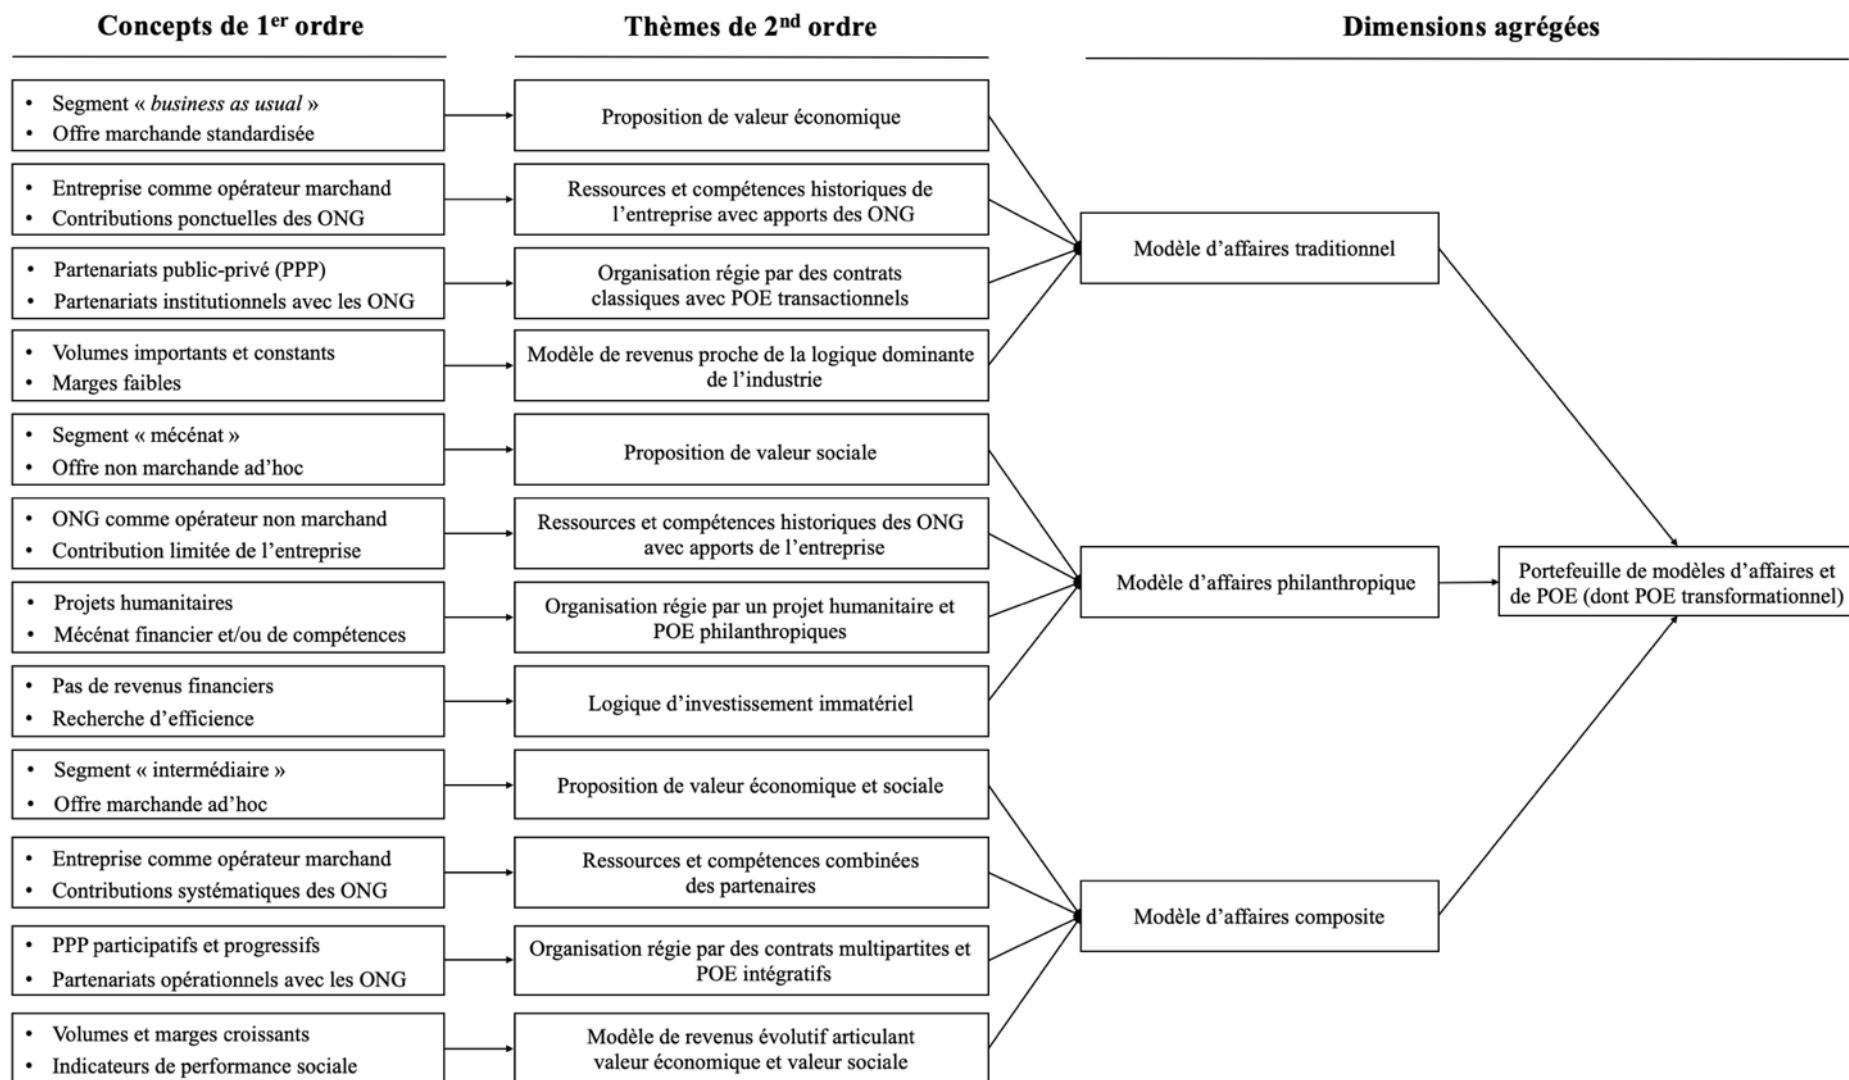 Concepts de 1er ordre
Thèmes de 2nd ordre
Dimensions agrégées
• Segment « business as usual »
• Offre marchande standardisée
Proposition de valeur économique
• Entreprise comme opérateur marchand
• Contributions ponctuelles des ONG
Ressources et compétences historiques de
l’entreprise avec apports des ONG
• Partenariats public-privé (PPP)
• Partenariats institutionnels avec les ONG
Organisation régie par des contrats
classiques avec POE transactionnels
• Volumes importants et constants
• Marges faibles
Modèle de revenus proche de la logique dominante
de l’industrie
Modèle d’affaires traditionnel
• Segment « mécénat »
• Offre non marchande ad’hoc
Proposition de valeur sociale
• ONG comme opérateur non marchand
• Contribution limitée de l’entreprise
Ressources et compétences historiques des ONG
avec apports de l’entreprise
• Projets humanitaires
• Mécénat financier et/ou de compétences
Organisation régie par un projet humanitaire et
POE philanthropiques
• Pas de revenus financiers
• Recherche d’efficience
Logique d’investissement immatériel
Modèle d’affaires philanthropique
• Segment « intermédiaire »
• Offre marchande ad’hoc
Proposition de valeur économique et sociale
• Entreprise comme opérateur marchand
• Contributions systématiques des ONG
Ressources et compétences combinées
des partenaires
• PPP participatifs et progressifs
• Partenariats opérationnels avec les ONG
Organisation régie par des contrats multipartites et
POE intégratifs
• Volumes et marges croissants
• Indicateurs de performance sociale
Modèle de revenus évolutif articulant
valeur économique et valeur sociale
Modèle d’affaires composite
Portefeuille de modèles d’affaires et
de POE (dont POE transformationnel)